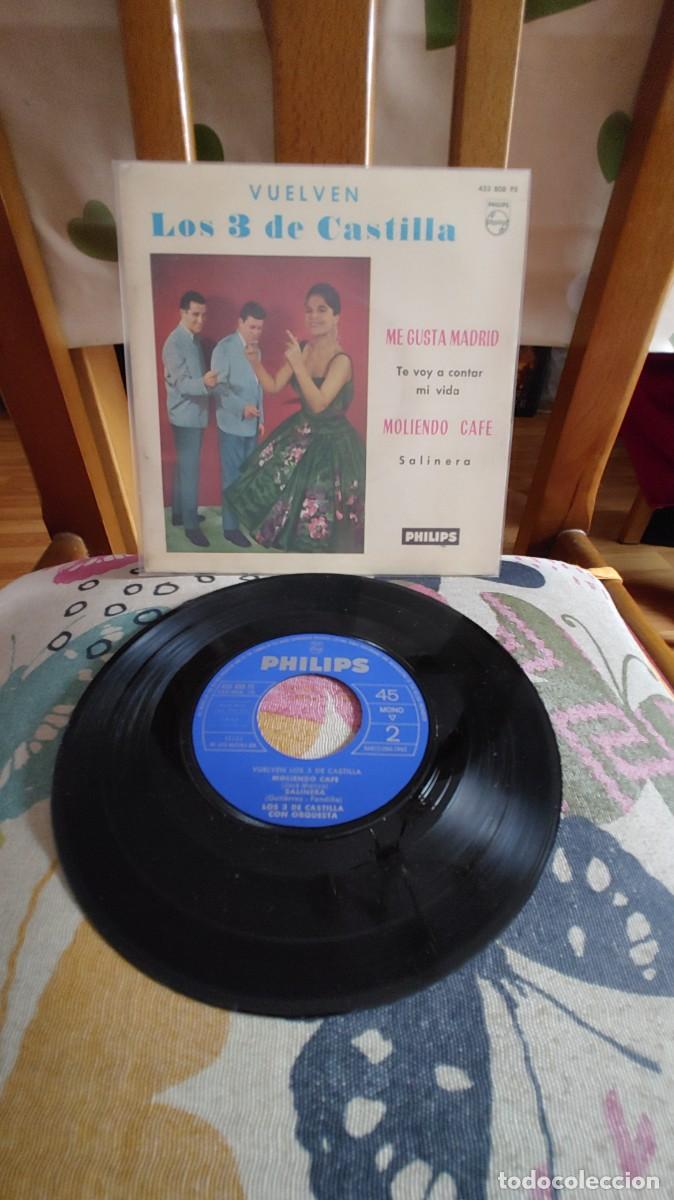 VUELVEN
Los 3 de Castilla
433 808 PE
PHILIPS
ME GUSTA MADRID
Te voy a contar
mi vida
MOLIENDO CAFE
Salinera
PHILIPS
PHILIPS
45
MONO
2
VUELVEN LOS 3 DE CASTILLA
MOLIENDO CAFE
(José Manzo)
SALINERA
LOS 3 DE CASTILLA
CON ORQUESTA
todocoleccion